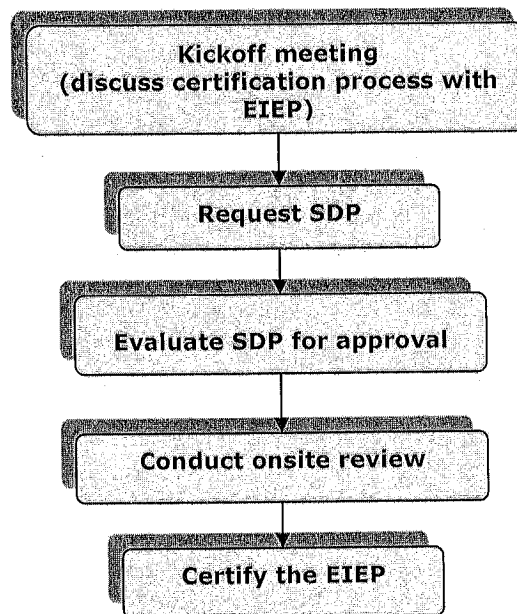 Kickoff meeting
(discuss certification process with
EIEP)
Request SDP
Evaluate SDP for approval
Conduct onsite review
Certify the EIEP